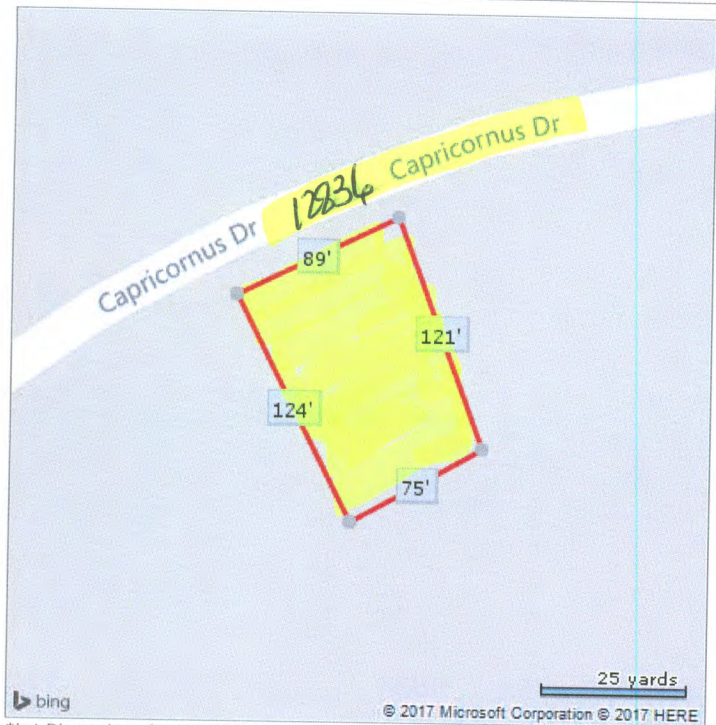 12836 Capricornus Dr
Capricornus Dr
89'
121'
124'
75'
25 yards
bing
© 2017 Microsoft Corporation © 2017 HERE